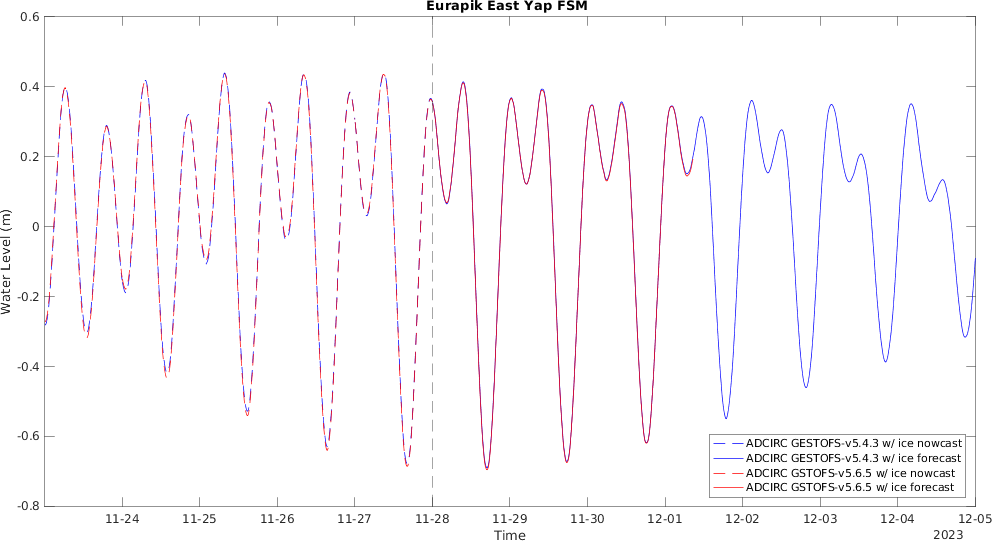 Eurapik East Yap FSM
0.6
0.4
0.2
0
-0.2
-0.4
-0.6
-0.8
Water Level (m)
ADCIRC GESTOFS-v5.4.3 w/ ice nowcast
ADCIRC GESTOFS-v5.4.3 w/ ice forecast
ADCIRC GSTOFS-v5.6.5 w/ ice nowcast
ADCIRC GSTOFS-v5.6.5 w/ ice forecast
11-24 11-25 11-26 11-27 11-28 11-29 11-30 12-01 12-02 12-03 12-04 12-05
Time
2023